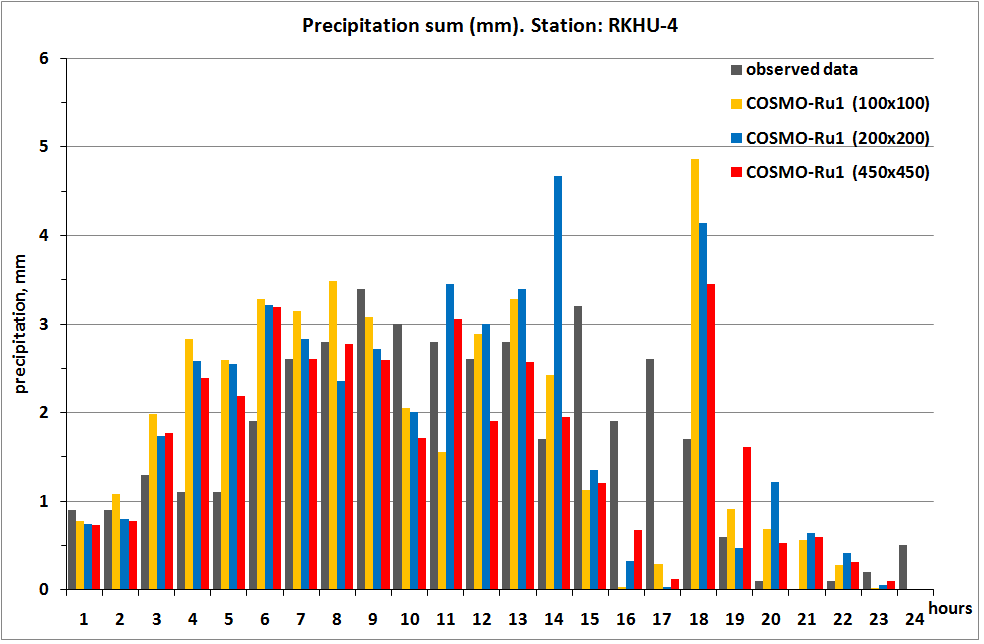 Precipitation sum (mm). Station: RKHU-4
6
5
4
3
2
1
0
precipitation, mm
observed data
COSMO-Ru1 (100x100)
COSMO-Ru1 (200x200)
COSMO-Ru1 (450x450)
1 2 3 4 5 6 7 8 9 10 11 12 13 14 15 16 17 18 19 20 21 22 23 24
hours